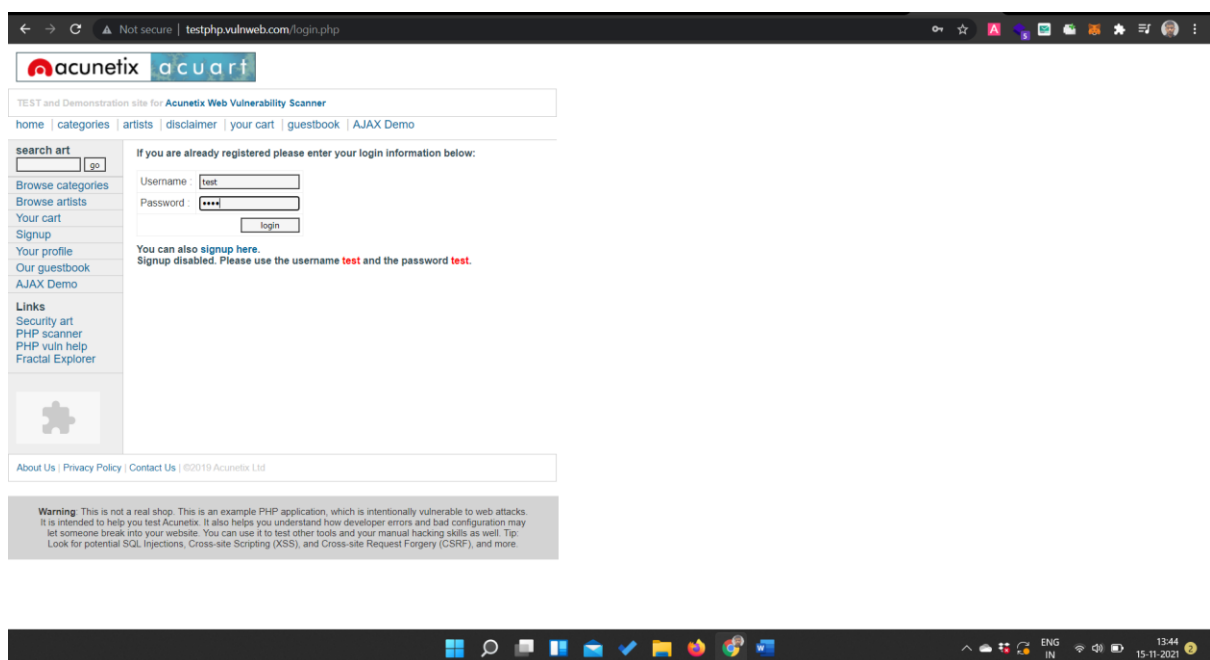 Not secure | testphp.vulnweb.com/login.php
acunetix acuart
TEST and Demonstration site for Acunetix Web Vulnerability Scanner
home | categories | artists | disclaimer | your cart | guestbook | AJAX Demo
search art
go
Browse categories
Browse artists
Your cart
Signup
Your profile
Our guestbook
AJAX Demo
Links
Security art
PHP scanner
PHP vuln help
Fractal Explorer
If you are already registered please enter your login information below:
Username : test
Password : ••••
login
You can also signup here.
Signup disabled. Please use the username test and the password test.
About Us | Privacy Policy | Contact Us | ©2019 Acunetix Ltd
Warning: This is not a real shop. This is an example PHP application, which is intentionally vulnerable to web attacks.
It is intended to help you test Acunetix. It also helps you understand how developer errors and bad configuration may
let someone break into your website. You can use it to test other tools and your manual hacking skills as well. Tip:
Look for potential SQL Injections, Cross-site Scripting (XSS), and Cross-site Request Forgery (CSRF), and more.
ENG
IN
13:44
15-11-2021
2